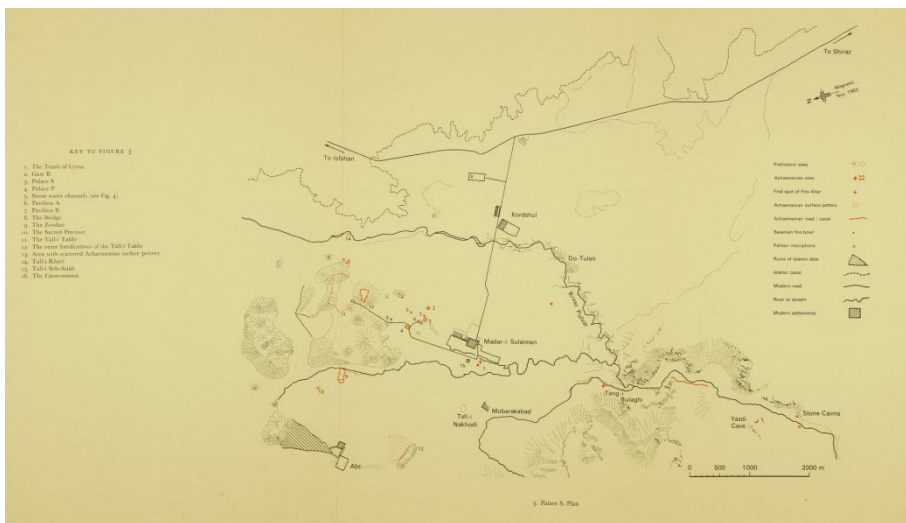 KEY TO FIGURE 3
1. The Tomb of Cyrus
2. Gate R
3. Palace S
4. Palace P
5. Stone water channels (see Fig. 4)
6. Pavilion A
7. Pavilion B
8. The Bridge
9. The Zendan
10. The Sacred Precinct
11. The Tall-i Takht
12. The outer fortifications of the Tall-i Takht
13. Area with scattered Achaemenian surface pottery
14. Tall-i Khari
15. Tall-i Seh-Asiab
16. The Caravanserai
To Shiraz
Magnetic
Nov. 1963
N
To Isfahan
Kordshul
Do-Tulan
River Pulvar
Madar-i Sulaiman
Tang-i
Bulaghi
Tall-i
Nakhodi
Mobarakabad
Yazdi
Cave
Stone Cairns
Prehistoric sites
Achaemenian sites
Find spot of Fire Altar
Achaemenian surface pottery
Achaemenian road / canal
Sasanian fire bowl
Pahlavi inscriptions
Ruins of Islamic date
Islamic canal
Modern road
River or stream
Modern settlements
0 500 1000 2000 m
3. Palace S. Plan